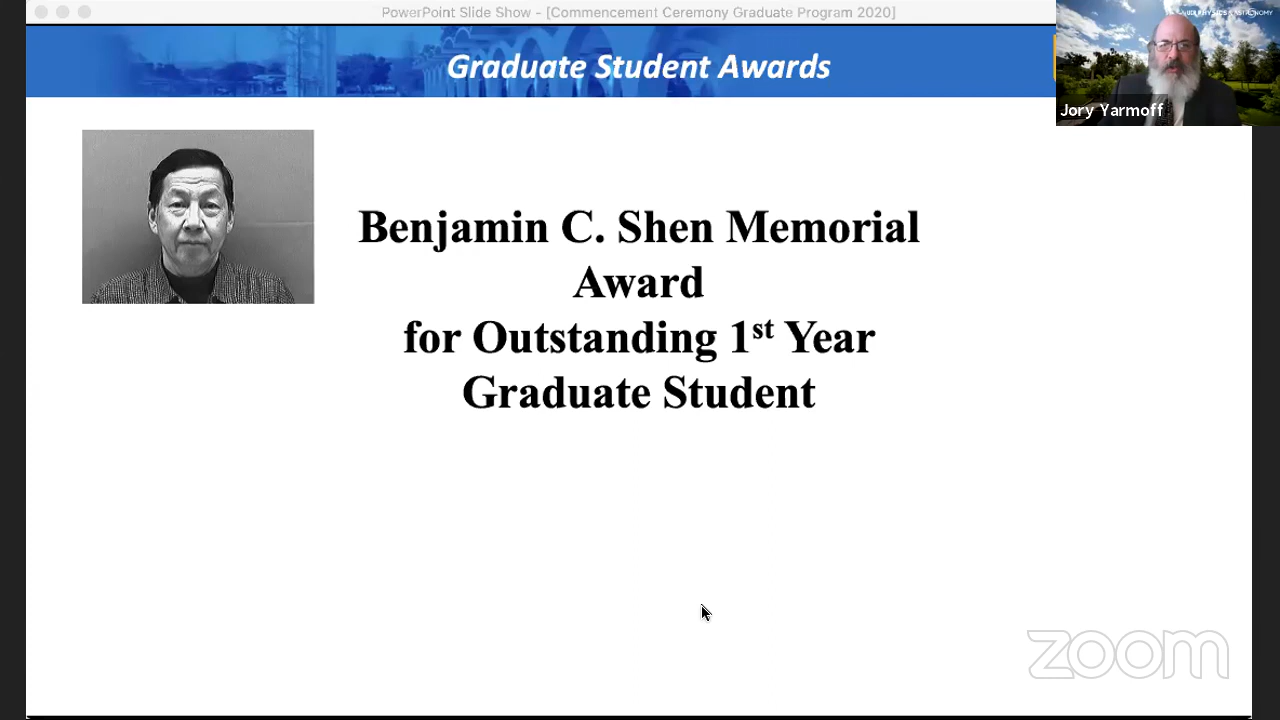 PowerPoint Slide Show - [Commencement Ceremony Graduate Program 2020]
Graduate Student Awards
Jory Yarmoff
Benjamin C. Shen Memorial
Award
for Outstanding 1st Year
Graduate Student
zoom